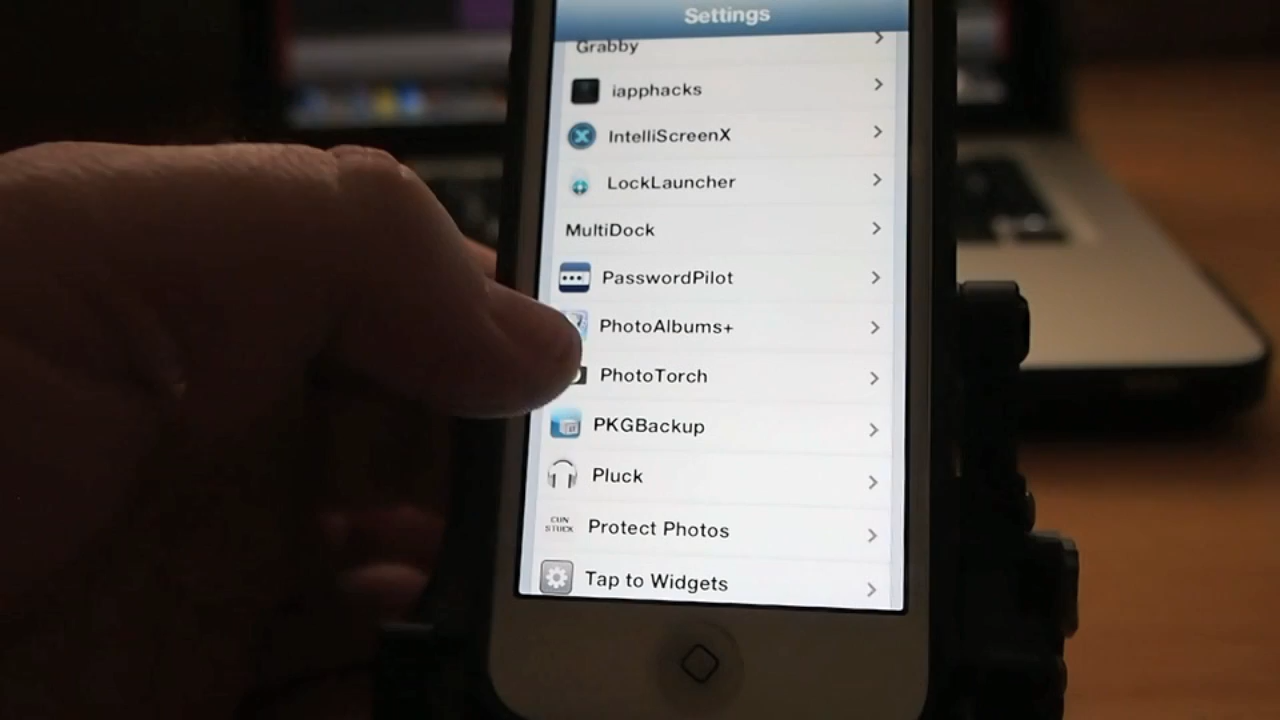 Settings
Grabby
iapphacks
IntelliScreenX
LockLauncher
MultiDock
PasswordPilot
PhotoAlbums+
PhotoTorch
PKGBackup
Pluck
Protect Photos
Tap to Widgets